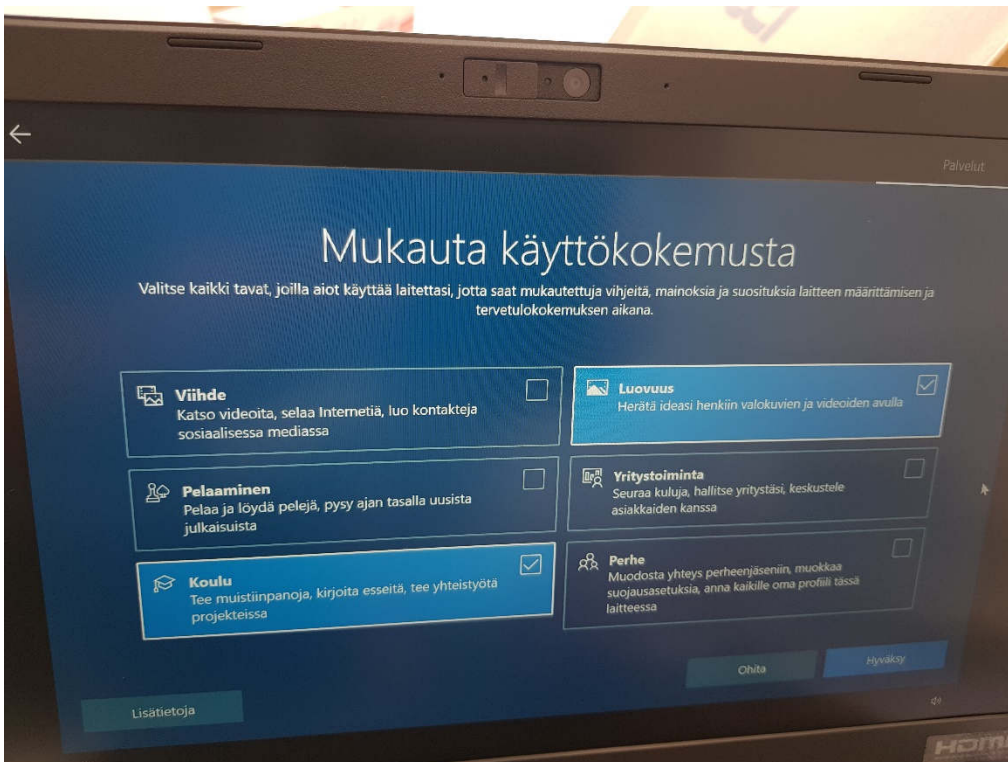 Palvelut
Mukauta käyttökokemusta
Valitse kaikki tavat, joilla aiot käyttää laitettasi, jotta saat mukautettuja vihjeitä, mainoksia ja suosituksia laitteen määrittämisen ja
tervetulokokemuksen aikana.
Viihde
Katso videoita, selaa Internetiä, luo kontakteja
sosiaalisessa mediassa
Luovuus
Herätä ideasi henkiin valokuvien ja videoiden avulla
Pelaaminen
Pelaa ja löydä pelejä, pysy ajan tasalla uusista
julkaisuista
Yritystoiminta
Seuraa kuluja, hallitse yritystäsi, keskustele
asiakkaiden kanssa
Koulu
Tee muistiinpanoja, kirjoita esseitä, tee yhteistyötä
projekteissa
Perhe
Muodosta yhteys perheenjäseniin, muokkaa
suojausasetuksia, anna kaikille oma profiili tässä
laitteessa
Ohita
Hyväksy
Lisätietoja